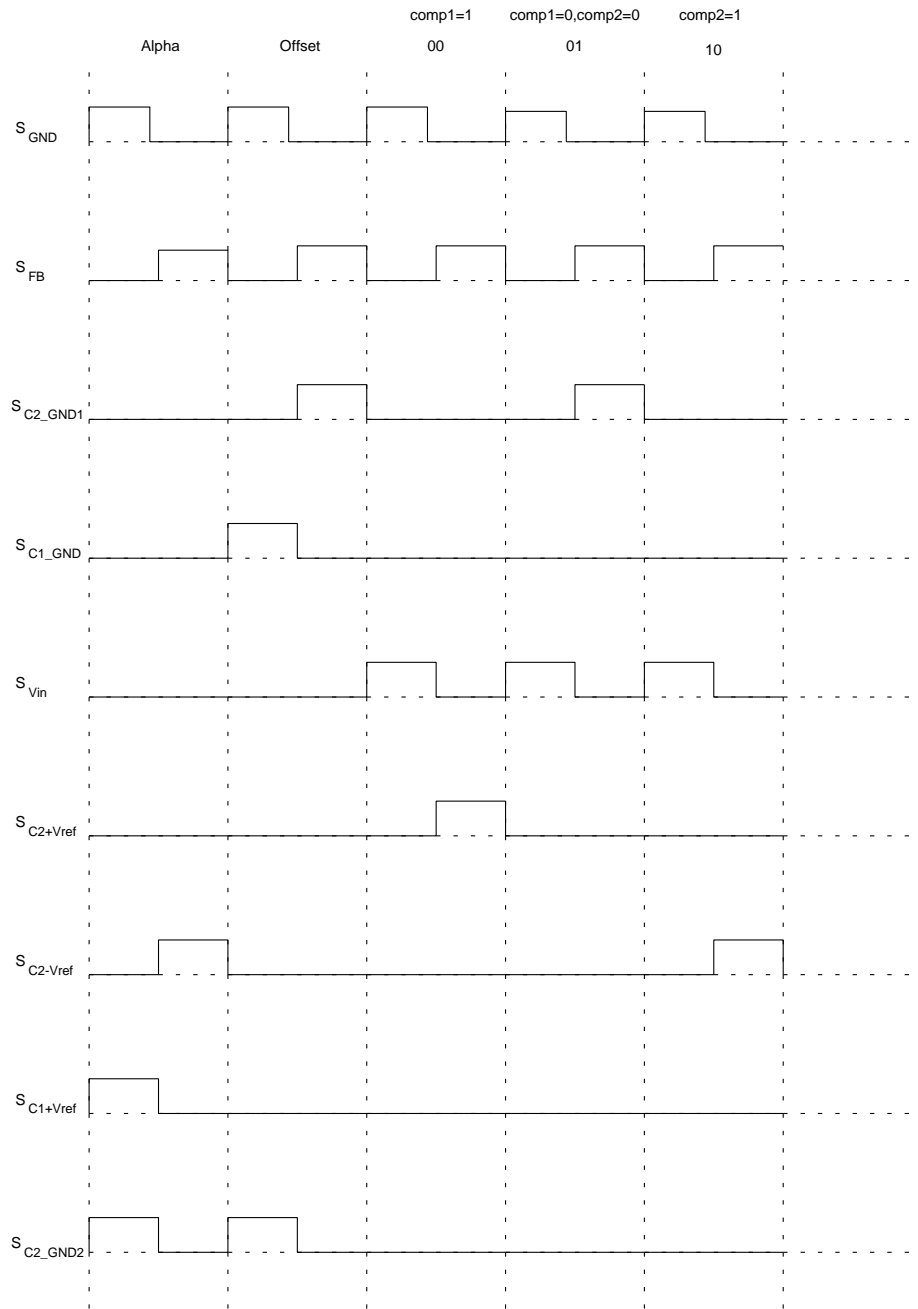 comp1=1 comp1=0,comp2=0 comp2=1
Alpha Offset 00 01 10
S GND
S FB
S C2_GND1
S C1_GND
S Vin
S C2+Vref
S C2-Vref
S C1+Vref
S C2_GND2